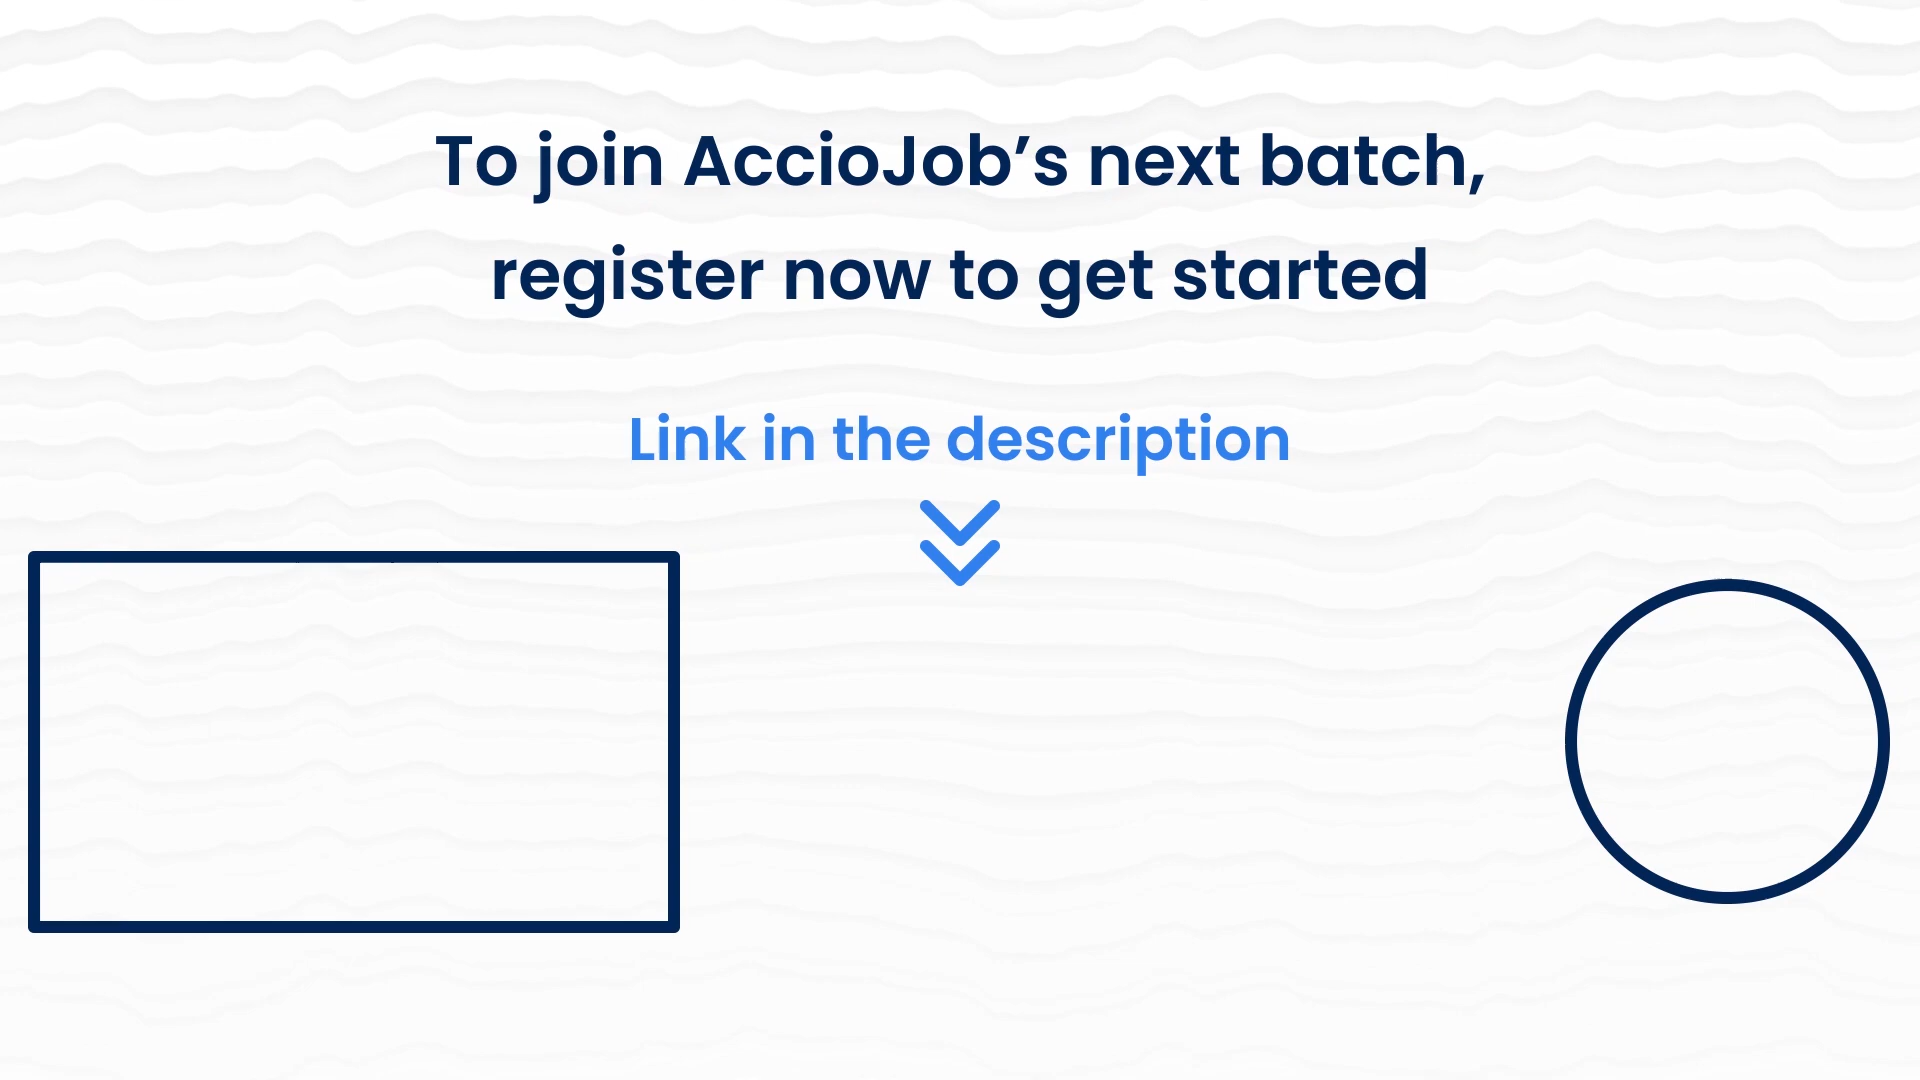 To join AccioJob’s next batch,
register now to get started
Link in the description